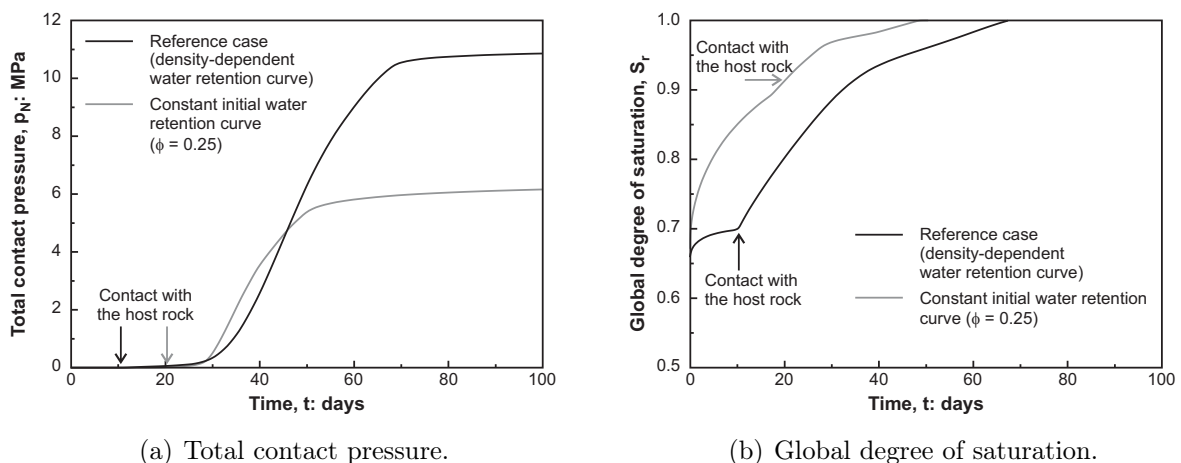 12
10
8
6
4
2
0
Total contact pressure, pN: MPa
Reference case
(density-dependent
water retention curve)
Constant initial water
retention curve
(ϕ = 0.25)
Contact with
the host rock
0 20 40 60 80 100
Time, t: days
(a) Total contact pressure.
1.0
0.9
0.8
0.7
0.6
0.5
Global degree of saturation, Sr
Contact with
the host rock
Contact with
the host rock
Reference case
(density-dependent
water retention curve)
Constant initial water retention
curve (ϕ = 0.25)
0 20 40 60 80 100
Time, t: days
(b) Global degree of saturation.